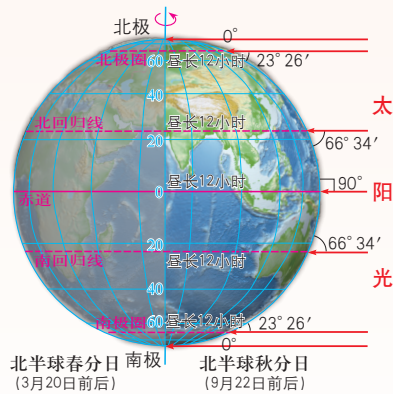 北极
0°
北极圈
60
昼长12小时
23°26′
40
太
北回归线
昼长12小时
20
66°34′
昼长12小时
90°
阳
赤道
0
20
66°34′
南回归线
昼长12小时
光
40
南极圈
60
昼长12小时
23°26′
0°
北半球春分日
南极
北半球秋分日
(3月20日前后)
(9月22日前后)